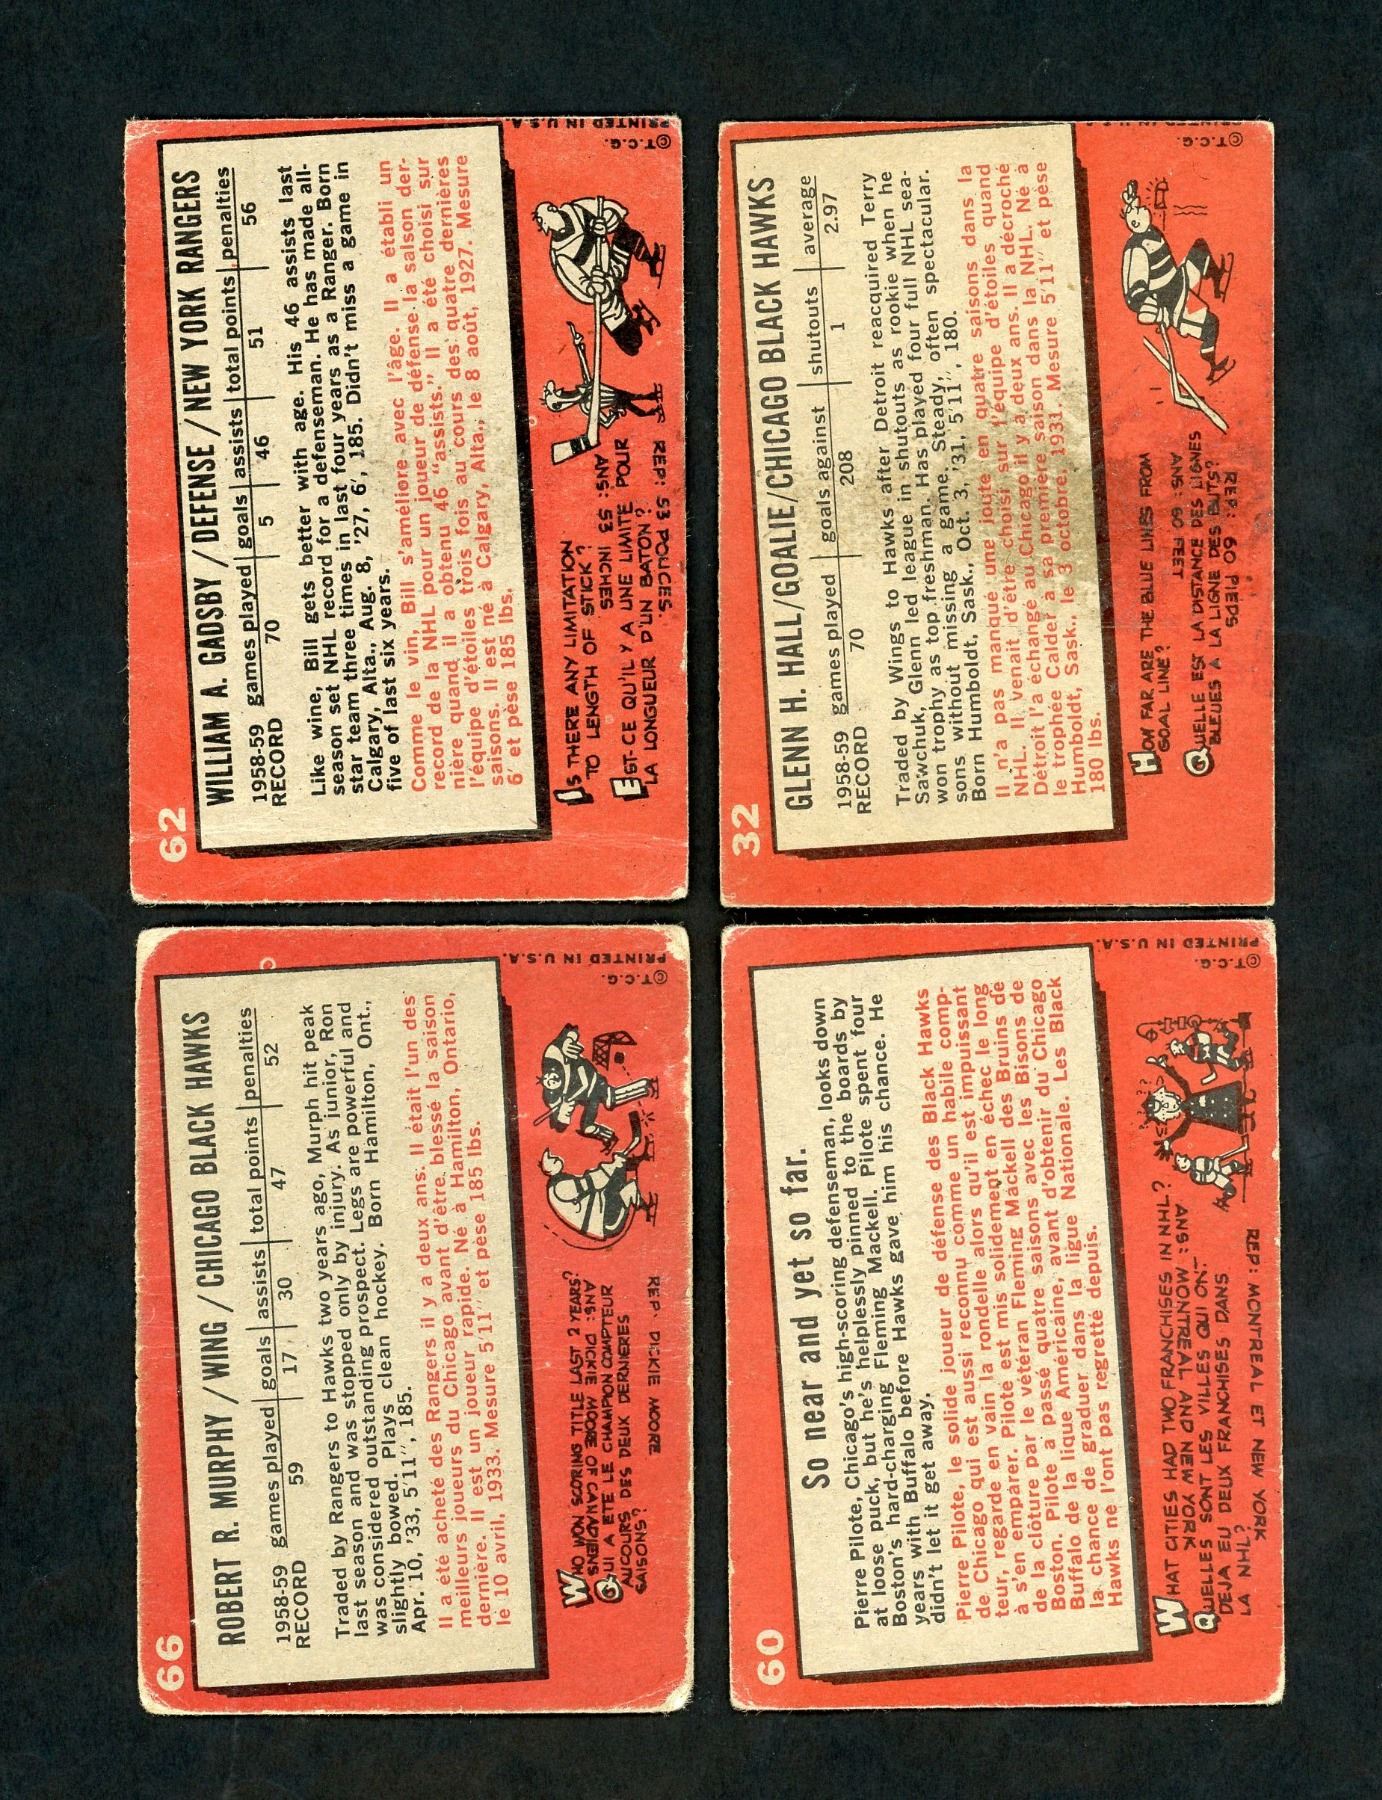 62
WILLIAM A. GADSBY / DEFENSE / NEW YORK RANGERS
1958-59 games played goals assists total points penalties
RECORD 70 5 46 51 56
Like wine, Bill gets better with age. His 46 assists last
season set NHL record for a defenseman. He has made all-
star team three times in last four years as a Ranger. Born
Calgary, Alta., Aug. 8, '27, 6', 185. Didn't miss a game in
five of last six years.
Comme le vin, Bill s'améliore avec l'âge. Il a établi un
record de la NHL pour un joueur de défense la saison der-
nière quand il a obtenu 46 "assists." Il a été choisi sur
l'équipe d'étoiles trois fois au cours des quatre dernières
saisons. Il est né à Calgary, Alta., le 8 août, 1927. Mesure
6' et pèse 185 lbs.
IS THERE ANY LIMITATION
TO LENGTH OF STICK?
ANS: 53 INCHES
EST-CE QU'IL Y A UNE LIMITE POUR
LA LONGUEUR D'UN BATON?
REP: 53 POUCES.
©T.C.G. PRINTED IN U.S.A.
32
GLENN H. HALL/GOALIE/CHICAGO BLACK HAWKS
1958-59 games played goals against shutouts average
RECORD 70 208 1 2.97
Traded by Wings to Hawks after Detroit reacquired Terry
Sawchuk, Glenn led league in shutouts as rookie when he
won trophy as top freshman. Has played four full NHL sea-
sons without missing a game. Steady, often spectacular.
Born Humboldt, Sask., Oct. 3, '31, 5'11", 180.
Il n'a pas manqué une joute en quatre saisons dans la
NHL. Il venait d'être choisi sur l'équipe d'étoiles quand
Détroit l'a échangé au Chicago il y a deux ans. Il a décroché
le trophée Calder à sa première saison dans la NHL. Né à
Humboldt, Sask., le 3 octobre, 1931. Mesure 5'11" et pèse
180 lbs.
HOW FAR ARE THE BLUE LINES FROM
GOAL LINE?
ANS: 60 FEET
QUELLE EST LA DISTANCE DES LIGNES
BLEUES A LA LIGNE DES BUTS?
REP: 60 PIEDS
©T.C.G. PRINTED IN U.S.A.
66
ROBERT R. MURPHY / WING / CHICAGO BLACK HAWKS
1958-59 games played goals assists total points penalties
RECORD 59 17 30 47 52
Traded by Rangers to Hawks two years ago, Murph hit peak
last season and was stopped only by injury. As junior, Ron
was considered outstanding prospect. Legs are powerful and
slightly bowed. Plays clean hockey. Born Hamilton, Ont.,
Apr. 10, '33, 5'11", 185.
Il a été acheté des Rangers il y a deux ans. Il était l'un des
meilleurs joueurs du Chicago avant d'être blessé la saison
dernière. Il est un joueur rapide. Né à Hamilton, Ontario,
le 10 avril, 1933. Mesure 5'11" et pèse 185 lbs.
WHO WON SCORING TITLE LAST 2 YEARS?
ANS: DICKIE MOORE OF CANADIENS
QUI A ETE LE CHAMPION COMPTEUR
AUCOURS DES DEUX DERNIERES
SAISONS?
REP: DICKIE MOORE
©T.C.G. PRINTED IN U.S.A.
60
So near and yet so far.
Pierre Pilote, Chicago's high-scoring defenseman, looks down
at loose puck, but he's helplessly pinned to the boards by
Boston's hard-charging Fleming Mackell. Pilote spent four
years with Buffalo before Hawks gave him his chance. He
didn't let it get away.
Pierre Pilote, le solide joueur de défense des Black Hawks
de Chicago qui est aussi reconnu comme un habile comp-
teur, regarde en vain la rondelle alors qu'il est impuissant
à s'en emparer. Pilote est mis solidement en échec le long
de la clôture par le vétéran Fleming Mackell des Bruins de
Boston. Pilote a passé quatre saisons avec les Bisons de
Buffalo de la lique Américaine, avant d'obtenir du Chicago
la chance de graduer dans la ligue Nationale. Les Black
Hawks ne l'ont pas regretté depuis.
WHAT CITIES HAD TWO FRANCHISES IN NHL?
ANS: MONTREAL AND NEW YORK
QUELLES SONT LES VILLES QUI ONT
DEJA EU DEUX FRANCHISES DANS
LA NHL?
REP: MONTREAL ET NEW YORK
©T.C.G. PRINTED IN U.S.A.